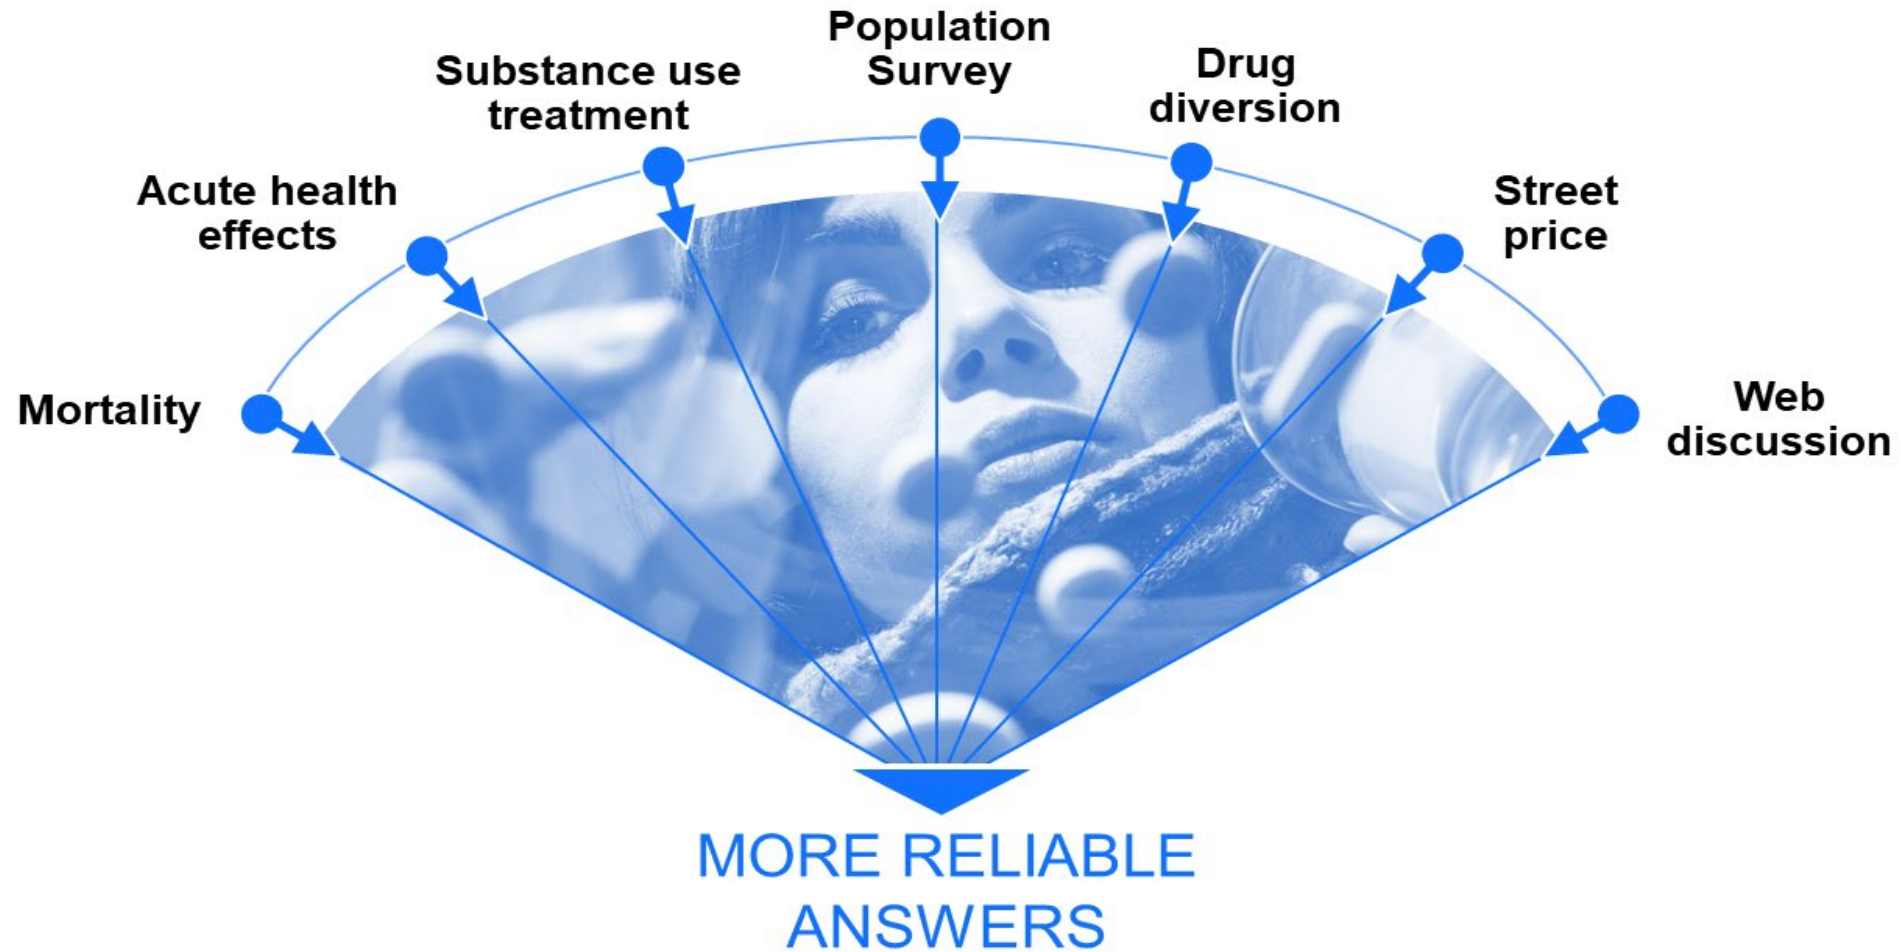 Population
Survey
Substance use
treatment
Drug
diversion
Acute health
effects
Street
price
Mortality
Web
discussion
MORE RELIABLE
ANSWERS